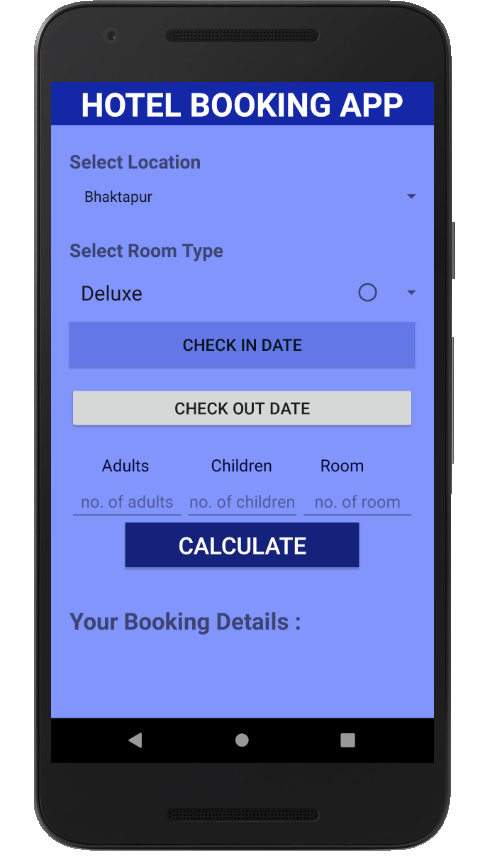 HOTEL BOOKING APP
Select Location
Bhaktapur
Select Room Type
Deluxe
CHECK IN DATE
CHECK OUT DATE
Adults Children Room
no. of adults no. of children no. of room
CALCULATE
Your Booking Details :